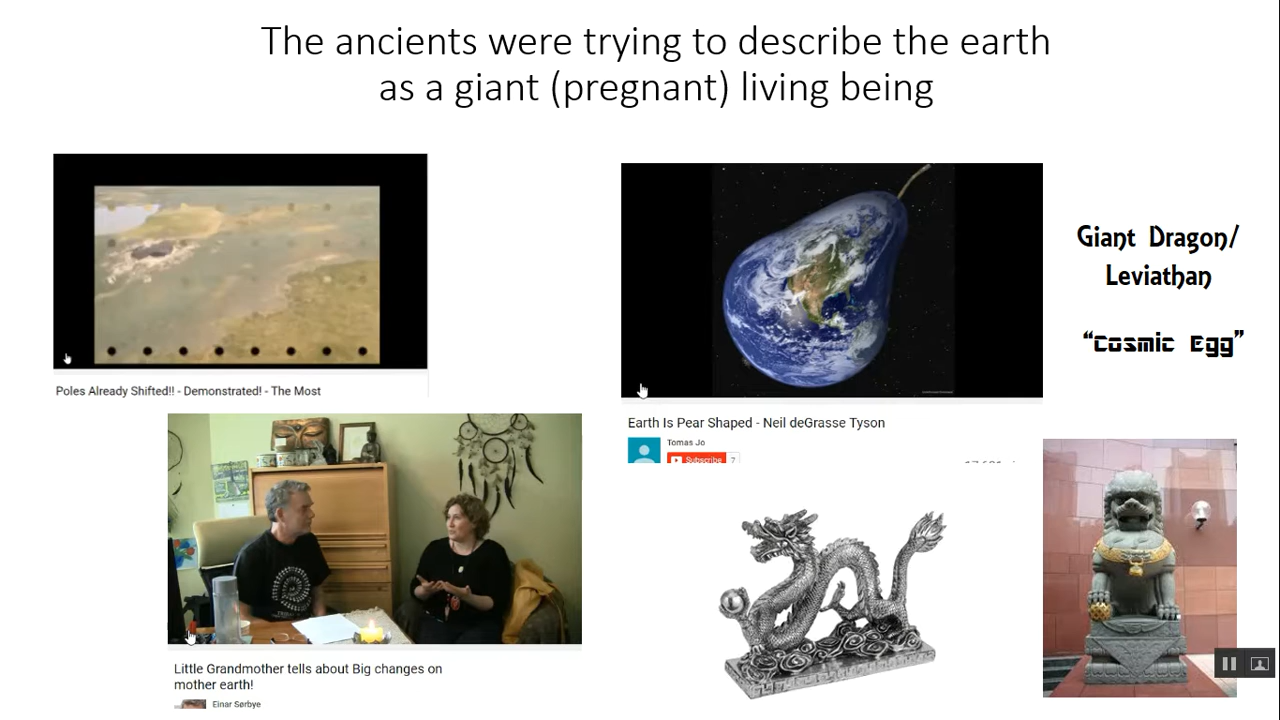 The ancients were trying to describe the earth
as a giant (pregnant) living being
Poles Already Shifted!! - Demonstrated! - The Most
Earth Is Pear Shaped - Neil deGrasse Tyson
Tomas Jo
Subscribe 7
Giant Dragon/
Leviathan
“Cosmic Egg”
Little Grandmother tells about Big changes on
mother earth!
Einar Sørbye